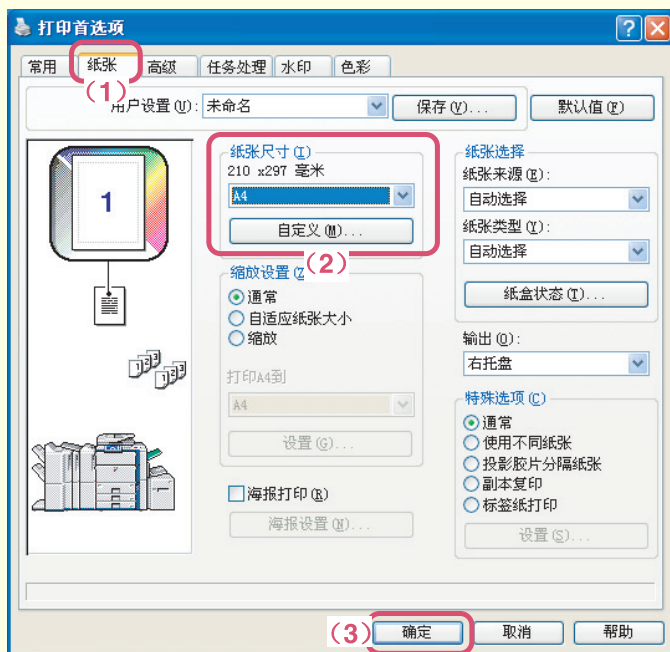 打印首选项
常用 纸张 高级 任务处理 水印 色彩
(1)
用户设置(U): 未命名 保存(V)... 默认值(F)
1
纸张尺寸(I)
210 x297 毫米
A4
自定义(M)...
(2)
缩放设置(Z
通常
自适应纸张大小
缩放
打印A4到
A4
设置(G)...
海报打印(R)
海报设置(N)...
纸张选择
纸张来源(E):
自动选择
纸张类型(Y):
自动选择
纸盒状态(T)...
输出(O):
右托盘
特殊选项(C)
通常
使用不同纸张
投影胶片分隔纸张
副本复印
标签纸打印
设置(S)...
1 2 3
1 2 3
(3) 确定 取消 帮助